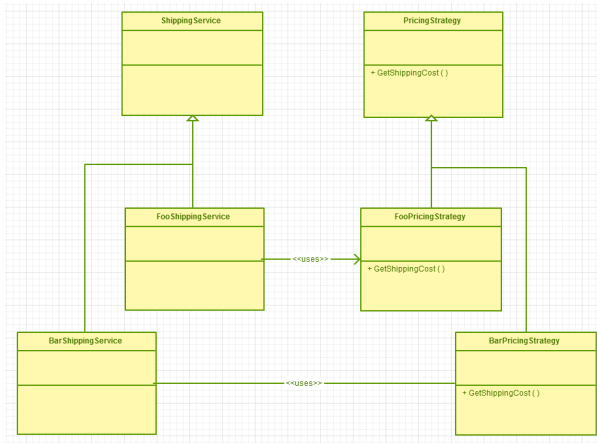 ShippingService
PricingStrategy
+ GetShippingCost ( )
FooShippingService
FooPricingStrategy
<<uses>>
+ GetShippingCost ( )
BarShippingService
BarPricingStrategy
<<uses>>
+ GetShippingCost ( )